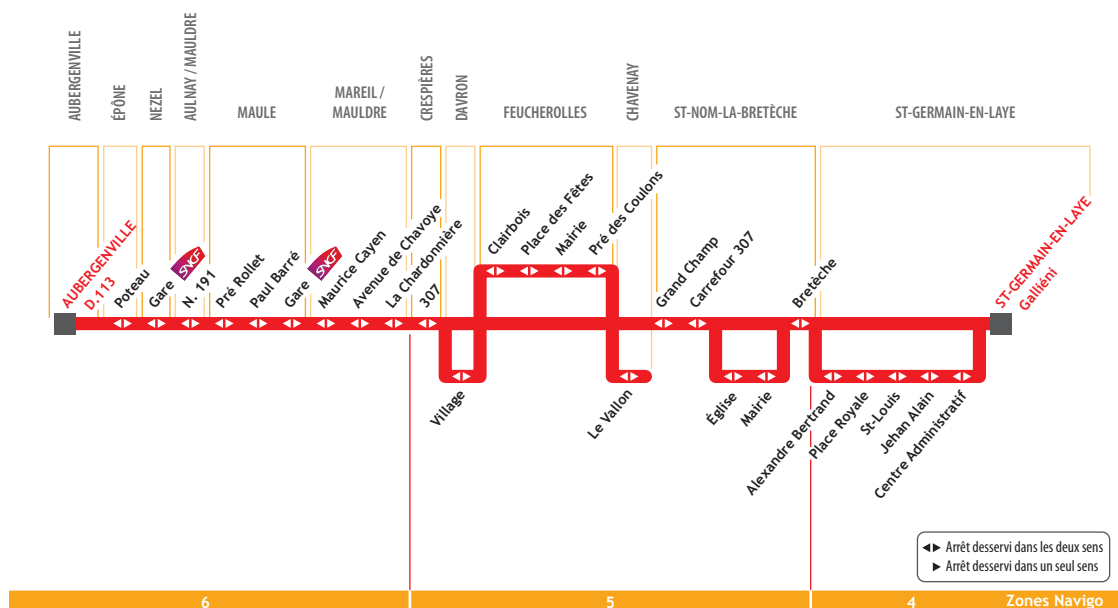 AUBERGENVILLE
ÉPÔNE
NEZEL
AULNAY / MAULDRE
MAULE
MAREIL /
MAULDRE
CRESPIÈRES
DAVRON
FEUCHEROLLES
CHAVENAY
ST-NOM-LA-BRETÈCHE
ST-GERMAIN-EN-LAYE
AUBERGENVILLE
D.113
Poteau
Gare SNCF
N. 191
Pré Rollet
Paul Barré
Gare SNCF
Maurice Cayen
Avenue de Chavoye
La Chardonnière
307
Village
Clairbois
Place des Fêtes
Mairie
Pré des Coulons
Le Vallon
Grand Champ
Carrefour 307
Église
Mairie
Bretèche
Alexandre Bertrand
Place Royale
St-Louis
Jehan Alain
Centre Administratif
ST-GERMAIN-EN-LAYE
Galliéni
Arrêt desservi dans les deux sens
Arrêt desservi dans un seul sens
6
5
4
Zones Navigo